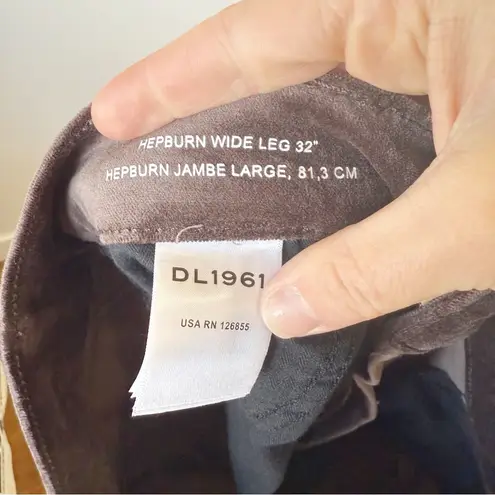 HEPBURN WIDE LEG 32"
HEPBURN JAMBE LARGE, 81,3 CM
DL1961
USA RN 126855